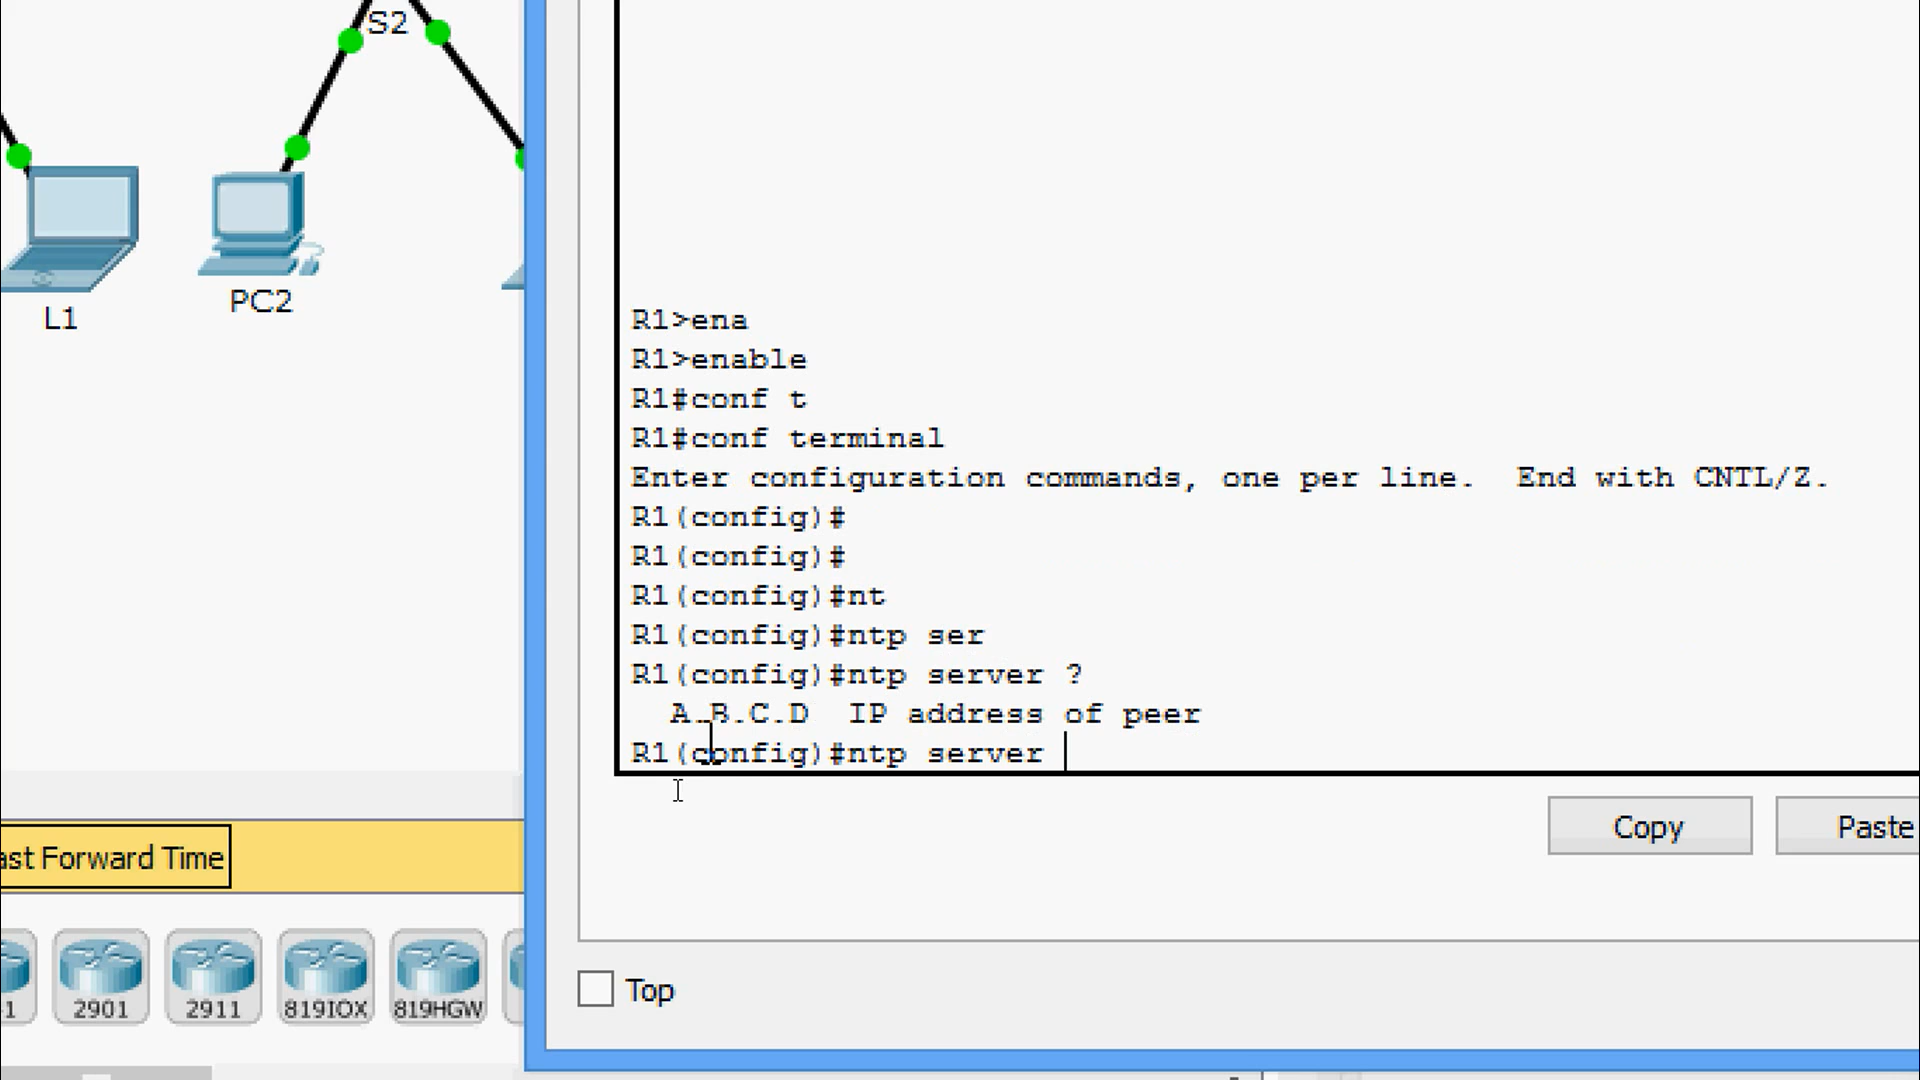 S2
L1
PC2
R1>ena
R1>enable
R1#conf t
R1#conf terminal
Enter configuration commands, one per line.  End with CNTL/Z.
R1(config)#
R1(config)#
R1(config)#nt
R1(config)#ntp ser
R1(config)#ntp server ?
  A.B.C.D  IP address of peer
R1(config)#ntp server
Copy
Paste
ast Forward Time
-1
2901
2911
819IOX
819HGW
Top